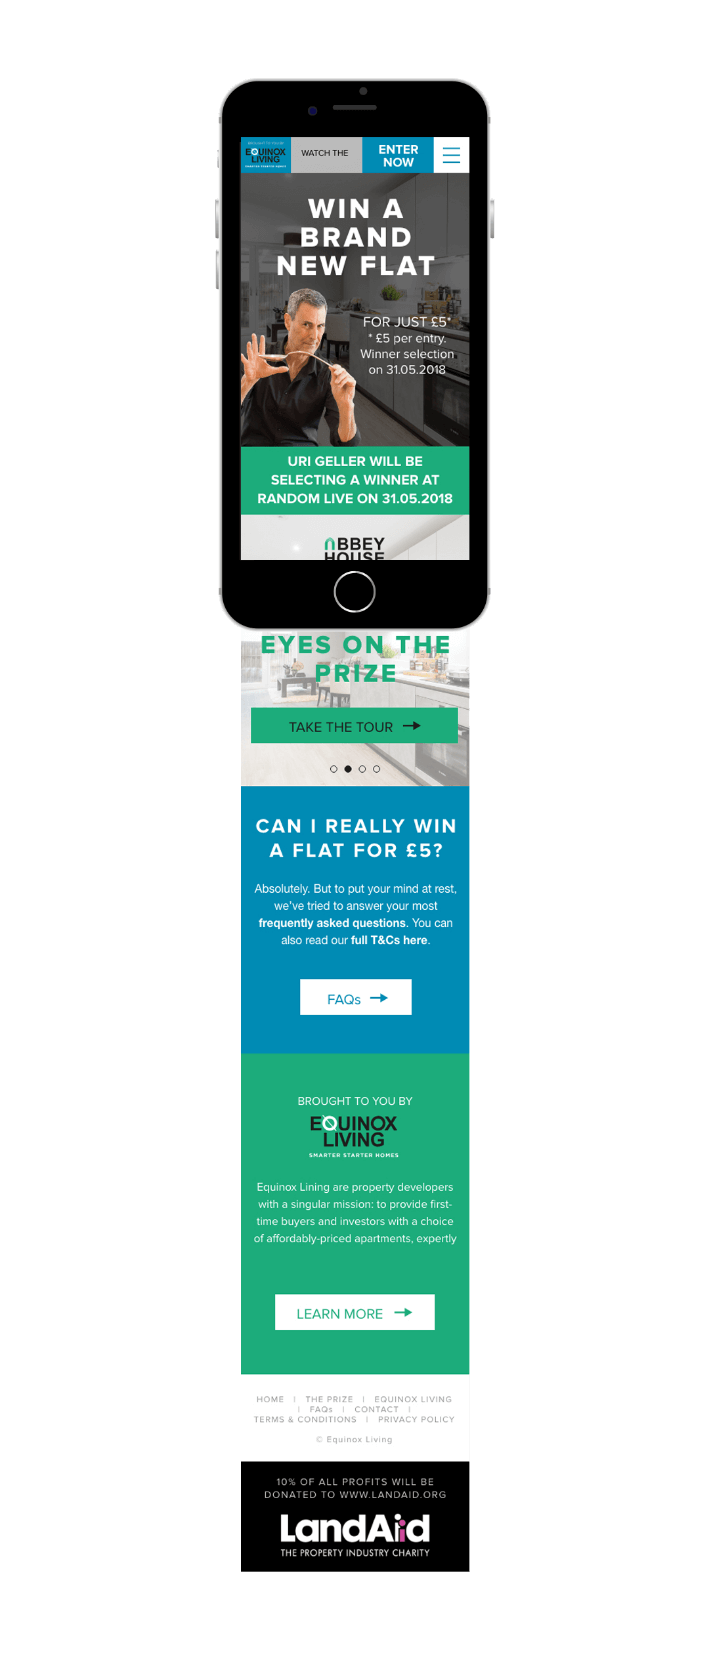 BROUGHT TO YOU BY
EQUINOX
LIVING
SMARTER STARTER HOMES
WATCH THE
ENTER
NOW
WIN A
BRAND
NEW FLAT
FOR JUST £5*
* £5 per entry.
Winner selection
on 31.05.2018
URI GELLER WILL BE
SELECTING A WINNER AT
RANDOM LIVE ON 31.05.2018
ABBEY
HOUSE
EYES ON THE
PRIZE
TAKE THE TOUR
CAN I REALLY WIN
A FLAT FOR £5?
Absolutely. But to put your mind at rest,
we've tried to answer your most
frequently asked questions. You can
also read our full T&Cs here.
FAQs
BROUGHT TO YOU BY
EQUINOX
LIVING
SMARTER STARTER HOMES
Equinox Lining are property developers
with a singular mission: to provide first-
time buyers and investors with a choice
of affordably-priced apartments, expertly
LEARN MORE
HOME | THE PRIZE | EQUINOX LIVING
| FAQs | CONTACT |
TERMS & CONDITIONS | PRIVACY POLICY
© Equinox Living
10% OF ALL PROFITS WILL BE
DONATED TO WWW.LANDAID.ORG
LandAid
THE PROPERTY INDUSTRY CHARITY